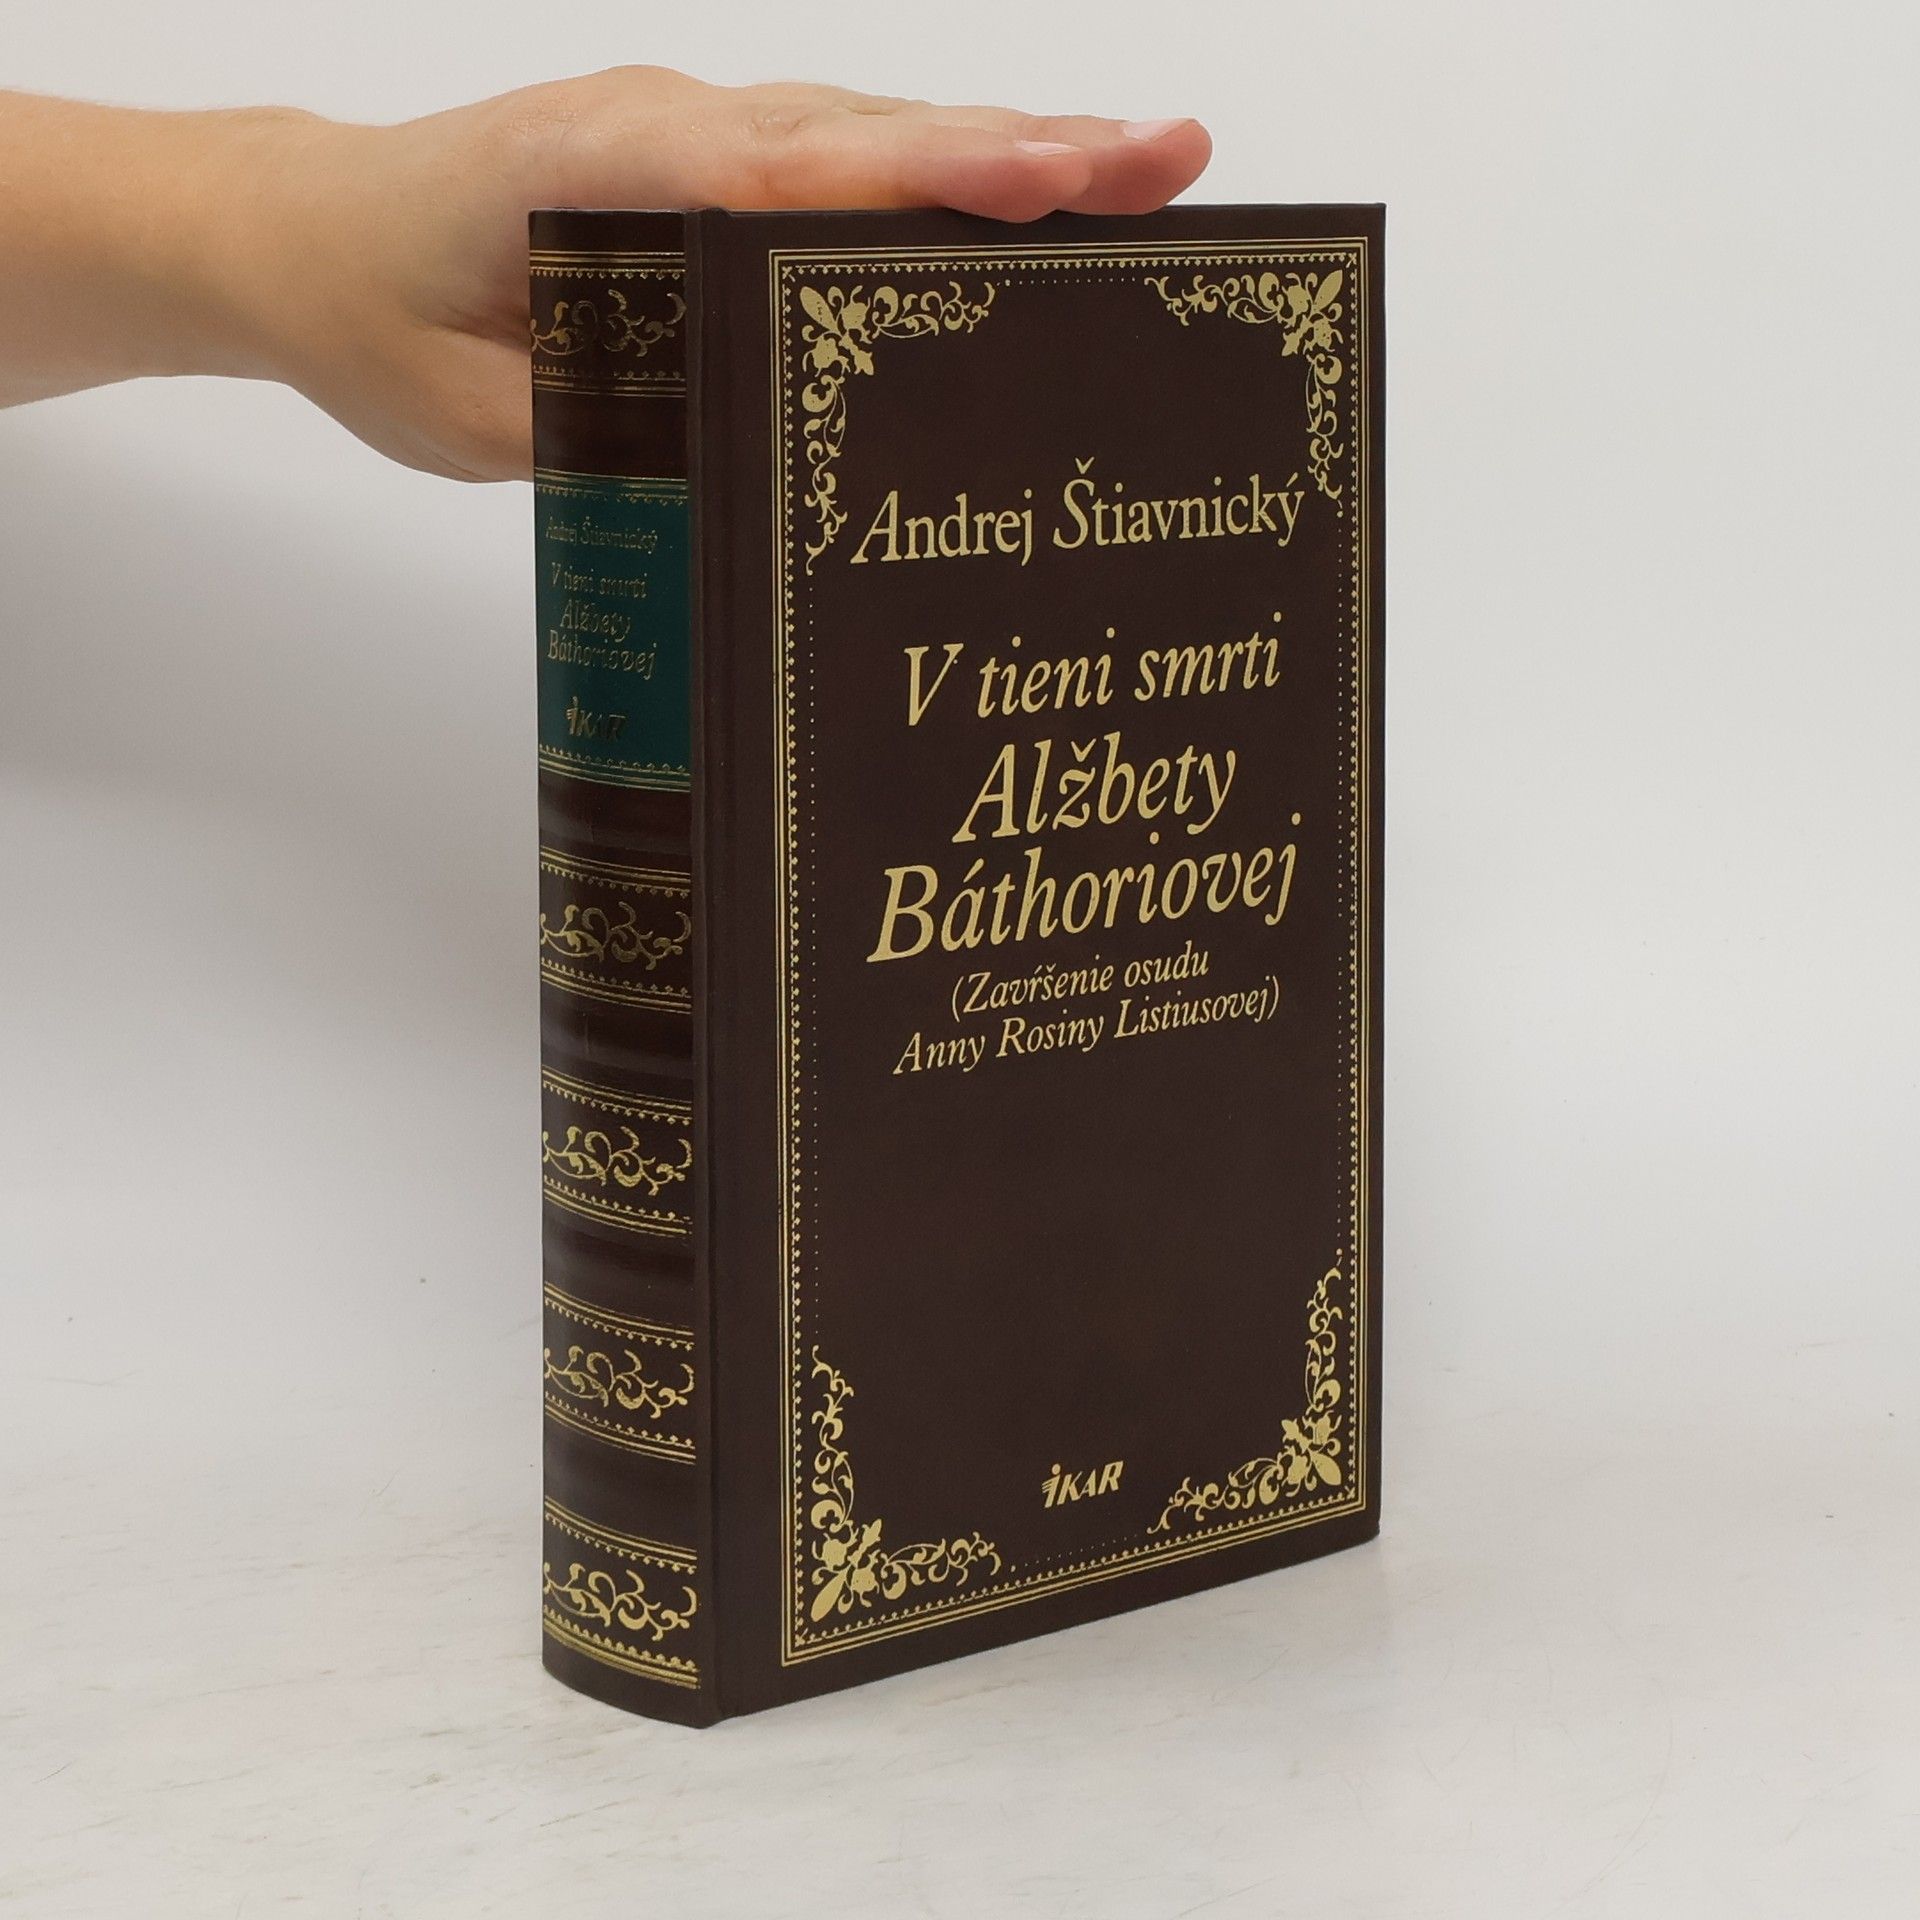 Andrej Štiavnický
V tieni smrti
Alžbety
Báthoriovej
IKAR
Andrej Štiavnický
V tieni smrti
Alžbety
Báthoriovej
(Zavŕšenie osudu
Anny Rosiny Listiusovej)
IKAR